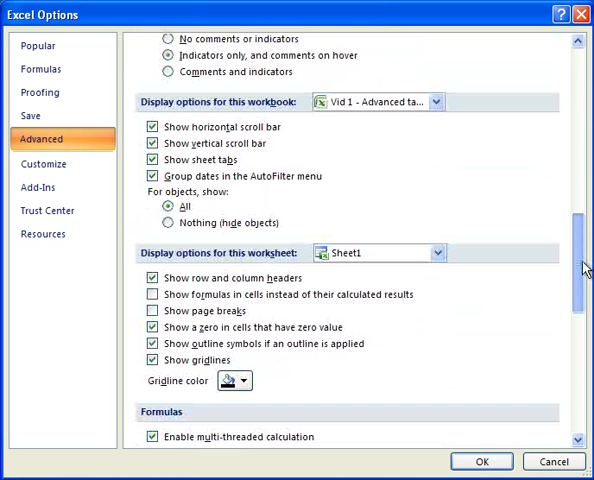 Excel Options
Popular
Formulas
Proofing
Save
Advanced
Customize
Add-Ins
Trust Center
Resources
No comments or indicators
Indicators only, and comments on hover
Comments and indicators
Display options for this workbook: Vid 1 - Advanced ta...
Show horizontal scroll bar
Show vertical scroll bar
Show sheet tabs
Group dates in the AutoFilter menu
For objects, show:
All
Nothing (hide objects)
Display options for this worksheet: Sheet1
Show row and column headers
Show formulas in cells instead of their calculated results
Show page breaks
Show a zero in cells that have zero value
Show outline symbols if an outline is applied
Show gridlines
Gridline color
Formulas
Enable multi-threaded calculation
OK Cancel